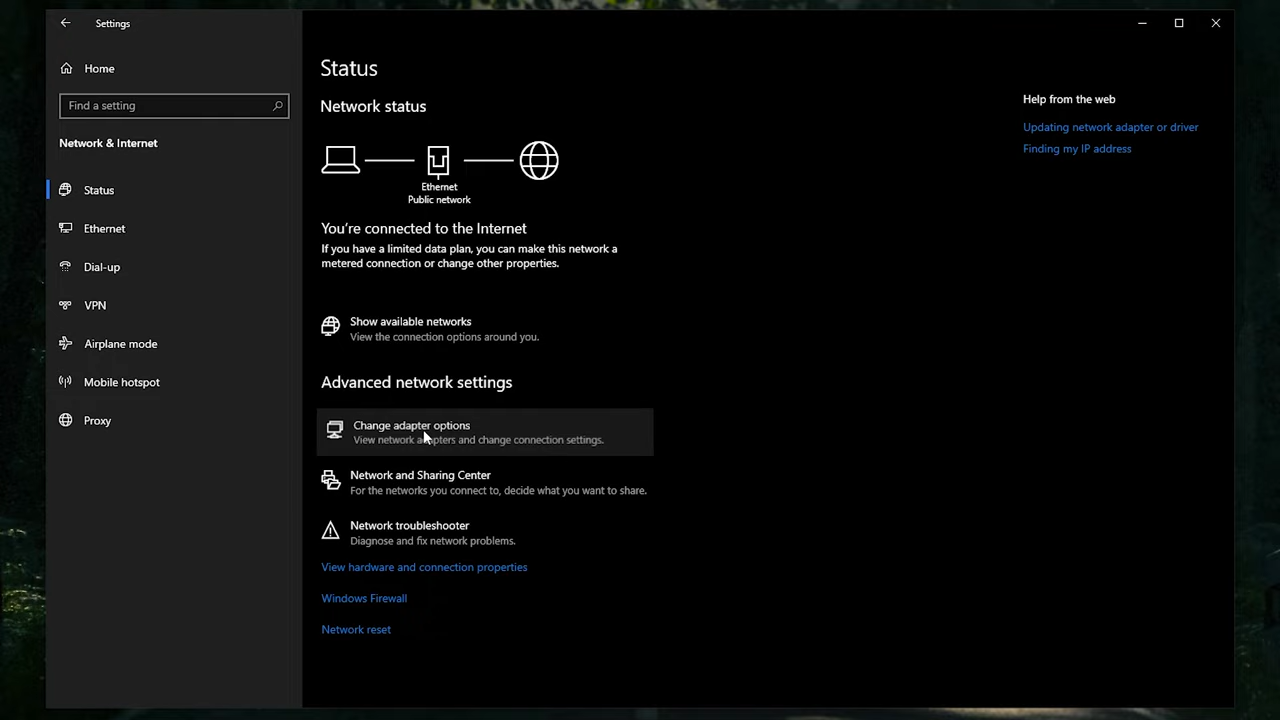 Settings
Home
Find a setting
Network & Internet
Status
Ethernet
Dial-up
VPN
Airplane mode
Mobile hotspot
Proxy
Status
Network status
Ethernet
Public network
You're connected to the Internet
If you have a limited data plan, you can make this network a
metered connection or change other properties.
Show available networks
View the connection options around you.
Advanced network settings
Change adapter options
View network adapters and change connection settings.
Network and Sharing Center
For the networks you connect to, decide what you want to share.
Network troubleshooter
Diagnose and fix network problems.
View hardware and connection properties
Windows Firewall
Network reset
Help from the web
Updating network adapter or driver
Finding my IP address